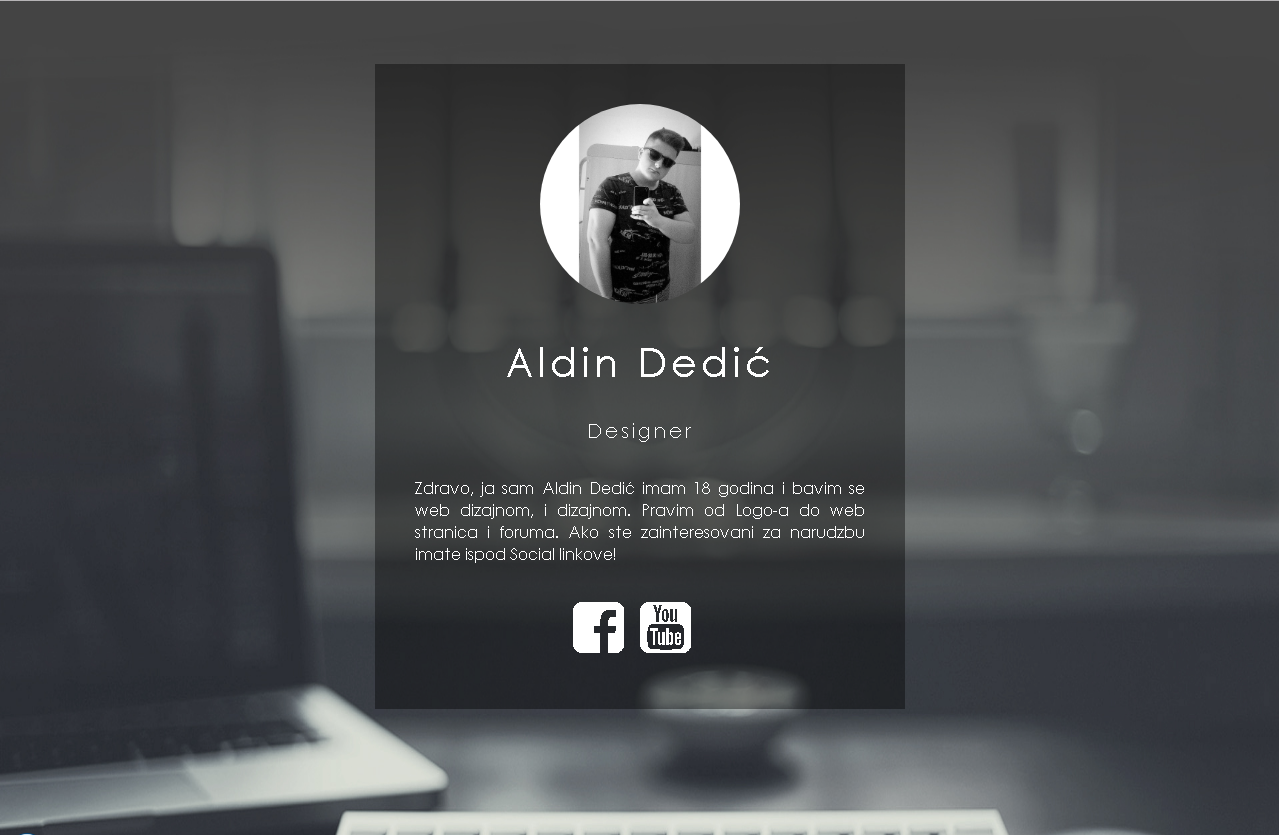 Aldin Dedić
Designer
Zdravo, ja sam Aldin Dedić imam 18 godina i bavim se
web dizajnom, i dizajnom. Pravim od Logo-a do web
stranica i foruma. Ako ste zainteresovani za narudzbu
imate ispod Social linkove!
f
You
Tube